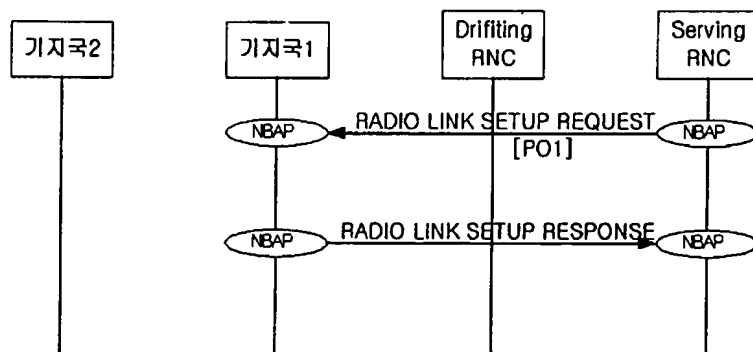 기지국2
기지국1
Drifiting
RNC
Serving
RNC
NBAP
RADIO LINK SETUP REQUEST
[PO1]
NBAP
NBAP
RADIO LINK SETUP RESPONSE
NBAP